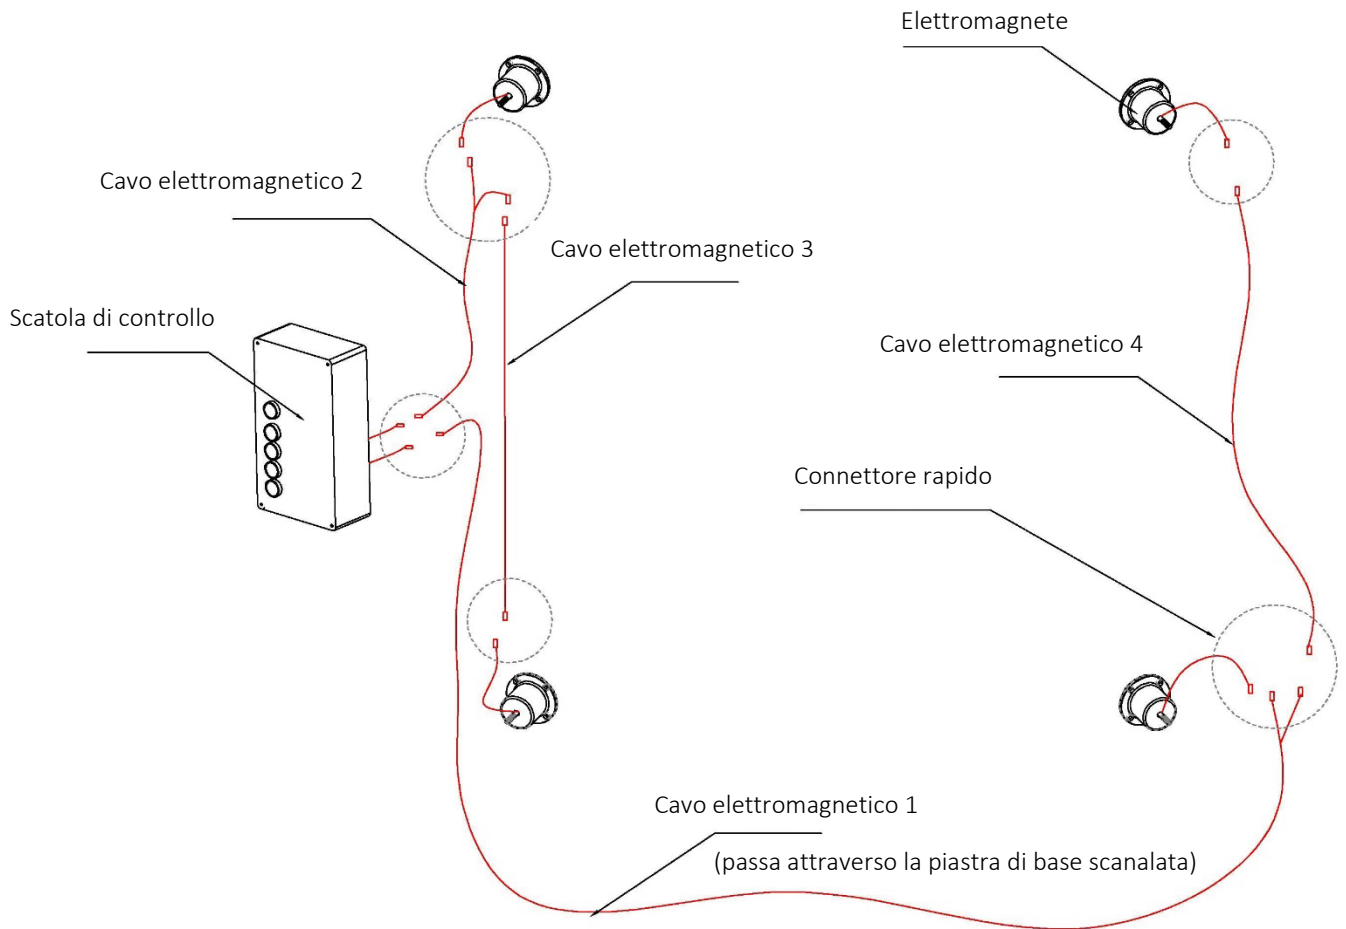 Elettromagnete
Cavo elettromagnetico 2
Cavo elettromagnetico 3
Scatola di controllo
Cavo elettromagnetico 4
Connettore rapido
Cavo elettromagnetico 1
(passa attraverso la piastra di base scanalata)